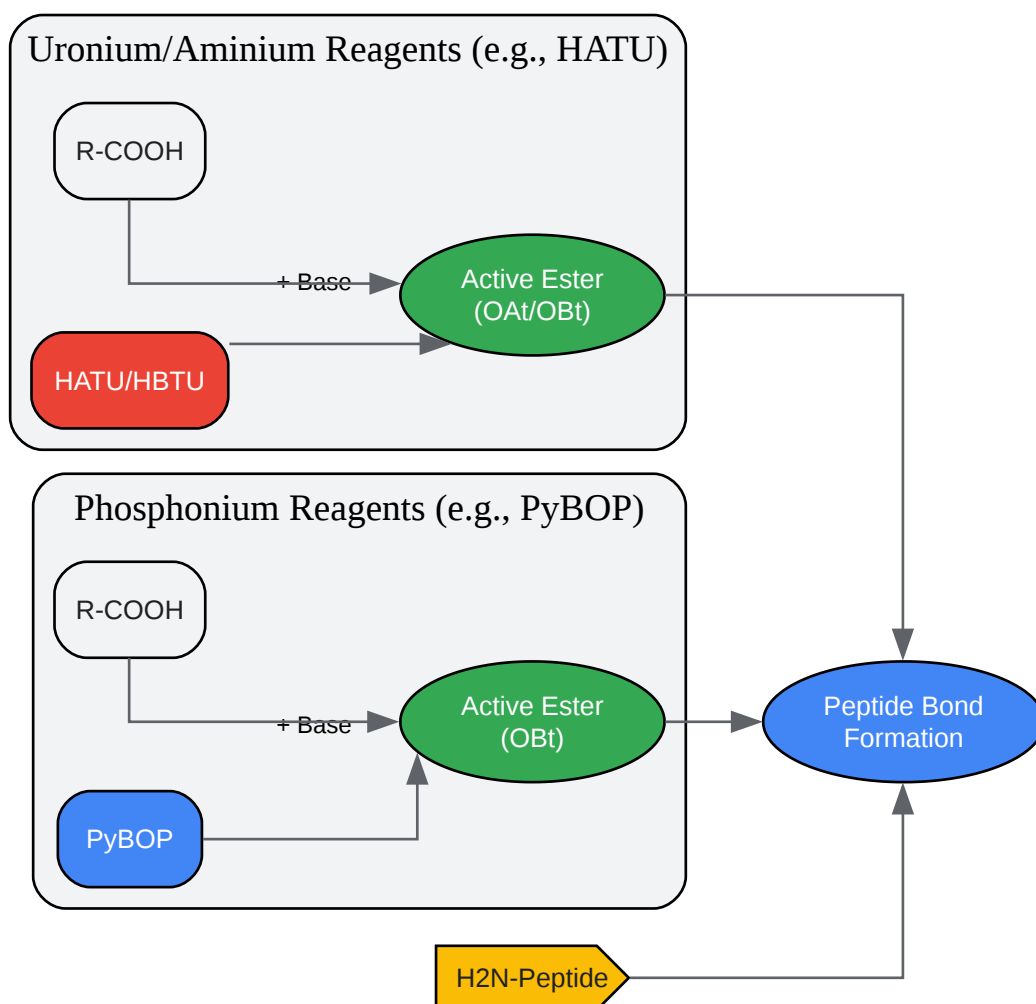 Uronium/Aminium Reagents (e.g., HATU)
R-COOH
+ Base
Active Ester
(OAt/OBt)
HATU/HBTU
Phosphonium Reagents (e.g., PyBOP)
R-COOH
+ Base
Active Ester
(OBt)
PyBOP
Peptide Bond
Formation
H2N-Peptide